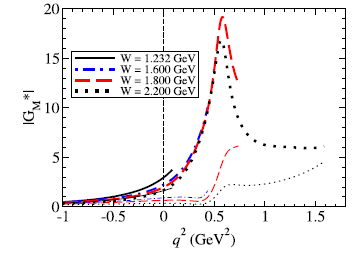 20
15
10
5
0
|G_M*|
W = 1.232 GeV
W = 1.600 GeV
W = 1.800 GeV
W = 2.200 GeV
-1 -0.5 0 0.5 1 1.5
q² (GeV²)